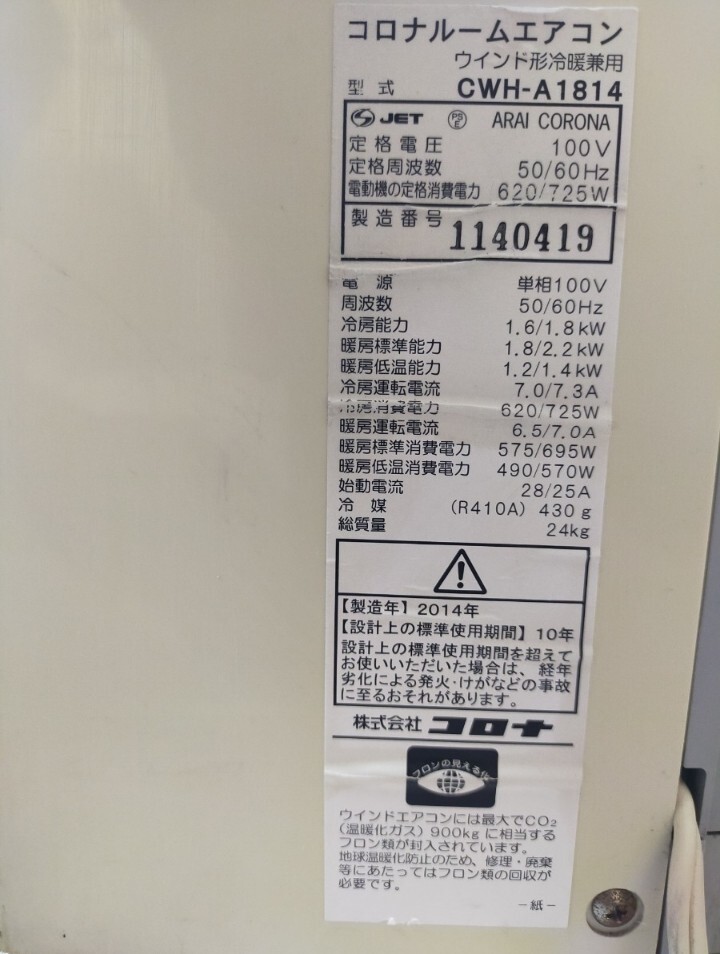 コロナルームエアコン
ウインド形冷暖兼用
型式 CWH-A1814
JET PSE ARAI CORONA
定格電圧 100V
定格周波数 50/60Hz
電動機の定格消費電力 620/725W
製造番号 1140419
電源 単相100V
周波数 50/60Hz
冷房能力 1.6/1.8kW
暖房標準能力 1.8/2.2kW
暖房低温能力 1.2/1.4kW
冷房運転電流 7.0/7.3A
冷房消費電力 620/725W
暖房運転電流 6.5/7.0A
暖房標準消費電力 575/695W
暖房低温消費電力 490/570W
始動電流 28/25A
冷媒 (R410A) 430g
総質量 24kg
【製造年】2014年
【設計上の標準使用期間】10年
設計上の標準使用期間を超えて
お使いいただいた場合は、経年
劣化による発火・けがなどの事故
に至るおそれがあります。
株式会社 コロナ
フロンの見える化
ウインドエアコンには最大でCO₂
(温暖化ガス) 900kgに相当する
フロン類が封入されています。
地球温暖化防止のため、修理・廃棄
等にあたってはフロン類の回収が
必要です。
-紙-